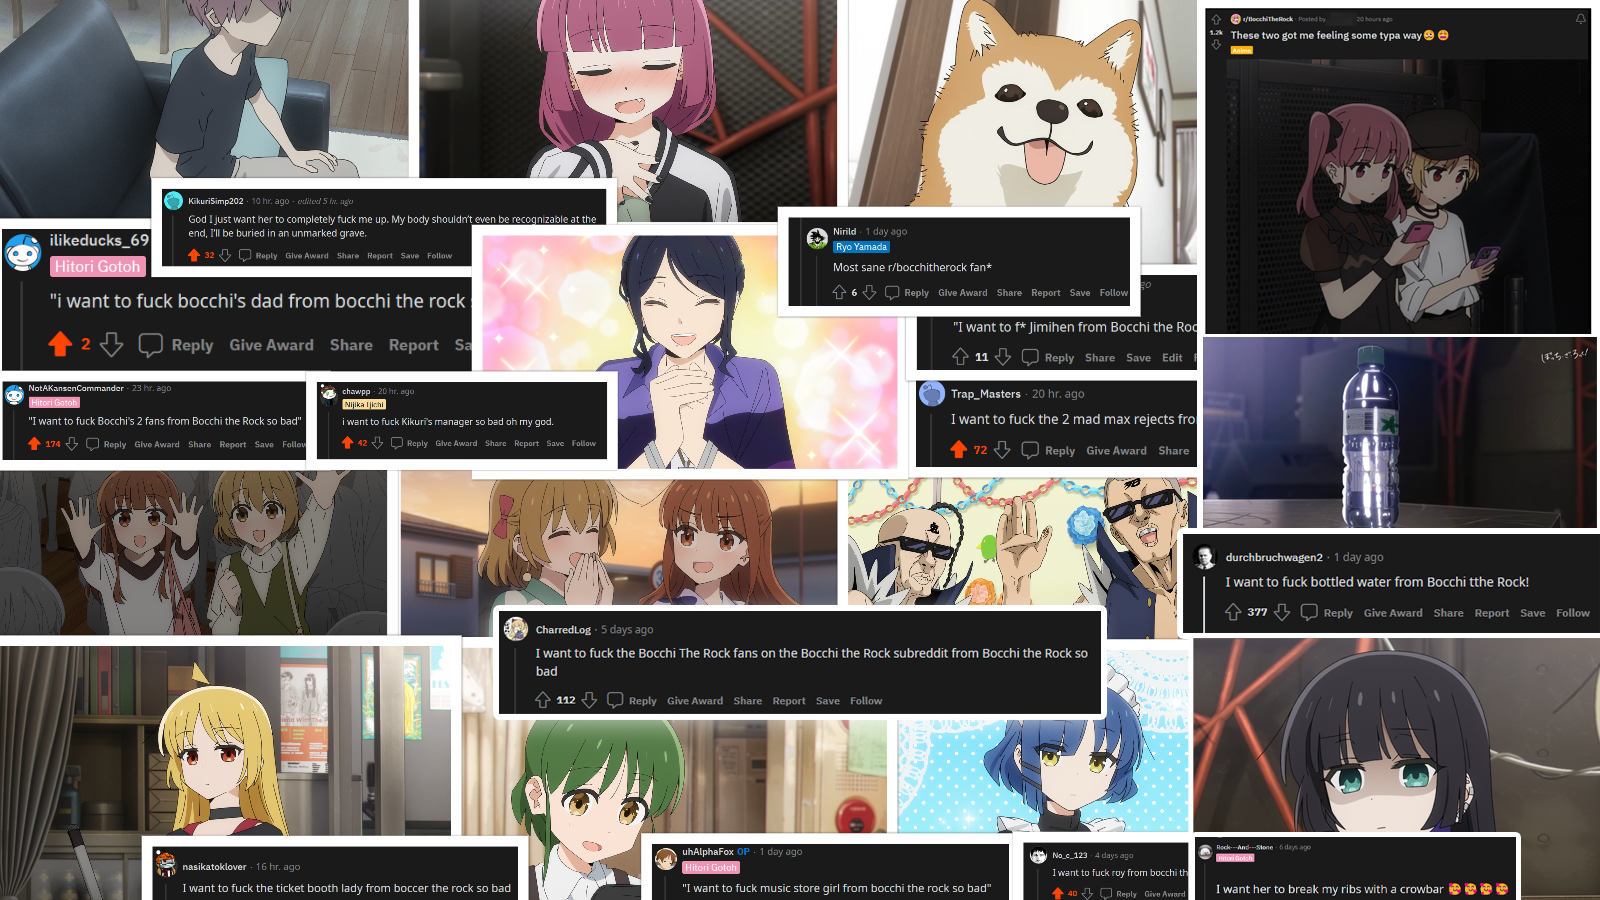 r/BocchiTheRock · Posted by 20 hours ago
1.2k
These two got me feeling some typa way😳🤩
Anime
KikuriSimp202 · 10 hr. ago · edited 5 hr. ago
God I just want her to completely fuck me up. My body shouldn't even be recognizable at the
end, I'll be buried in an unmarked grave.
32 Reply Give Award Share Report Save Follow
ilikeducks_69
Hitori Gotoh
"i want to fuck bocchi's dad from bocchi the rock
2 Reply Give Award Share Report Sa
Nirild · 1 day ago
Ryo Yamada
Most sane r/bocchitherock fan*
6 Reply Give Award Share Report Save Follow
go
"I want to f* Jimihen from Bocchi the Roc
11 Reply Share Save Edit F
NotAKansenCommander · 23 hr. ago
Hitori Gotoh
"I want to fuck Bocchi's 2 fans from Bocchi the Rock so bad"
174 Reply Give Award Share Report Save Follow
chawpp · 20 hr. ago
Nijika Ijichi
i want to fuck Kikuri's manager so bad oh my god.
42 Reply Give Award Share Report Save Follow
Trap_Masters · 20 hr. ago
I want to fuck the 2 mad max rejects fro
72 Reply Give Award Share
ぼっち・ざ・ろっく!
durchbruchwagen2 · 1 day ago
I want to fuck bottled water from Bocchi tthe Rock!
377 Reply Give Award Share Report Save Follow
CharredLog · 5 days ago
I want to fuck the Bocchi The Rock fans on the Bocchi the Rock subreddit from Bocchi the Rock so
bad
112 Reply Give Award Share Report Save Follow
nasikatoklover · 16 hr. ago
I want to fuck the ticket booth lady from boccer the rock so bad
uhAlphaFox OP · 1 day ago
Hitori Gotoh
"I want to fuck music store girl from bocchi the rock so bad"
No_c_123 · 4 days ago
I want to fuck roy from bocchi th
40 Reply Give Award
Rock---And---Stone · 6 days ago
Hitori Gotoh
I want her to break my ribs with a crowbar 🥰🥰🥰🥰